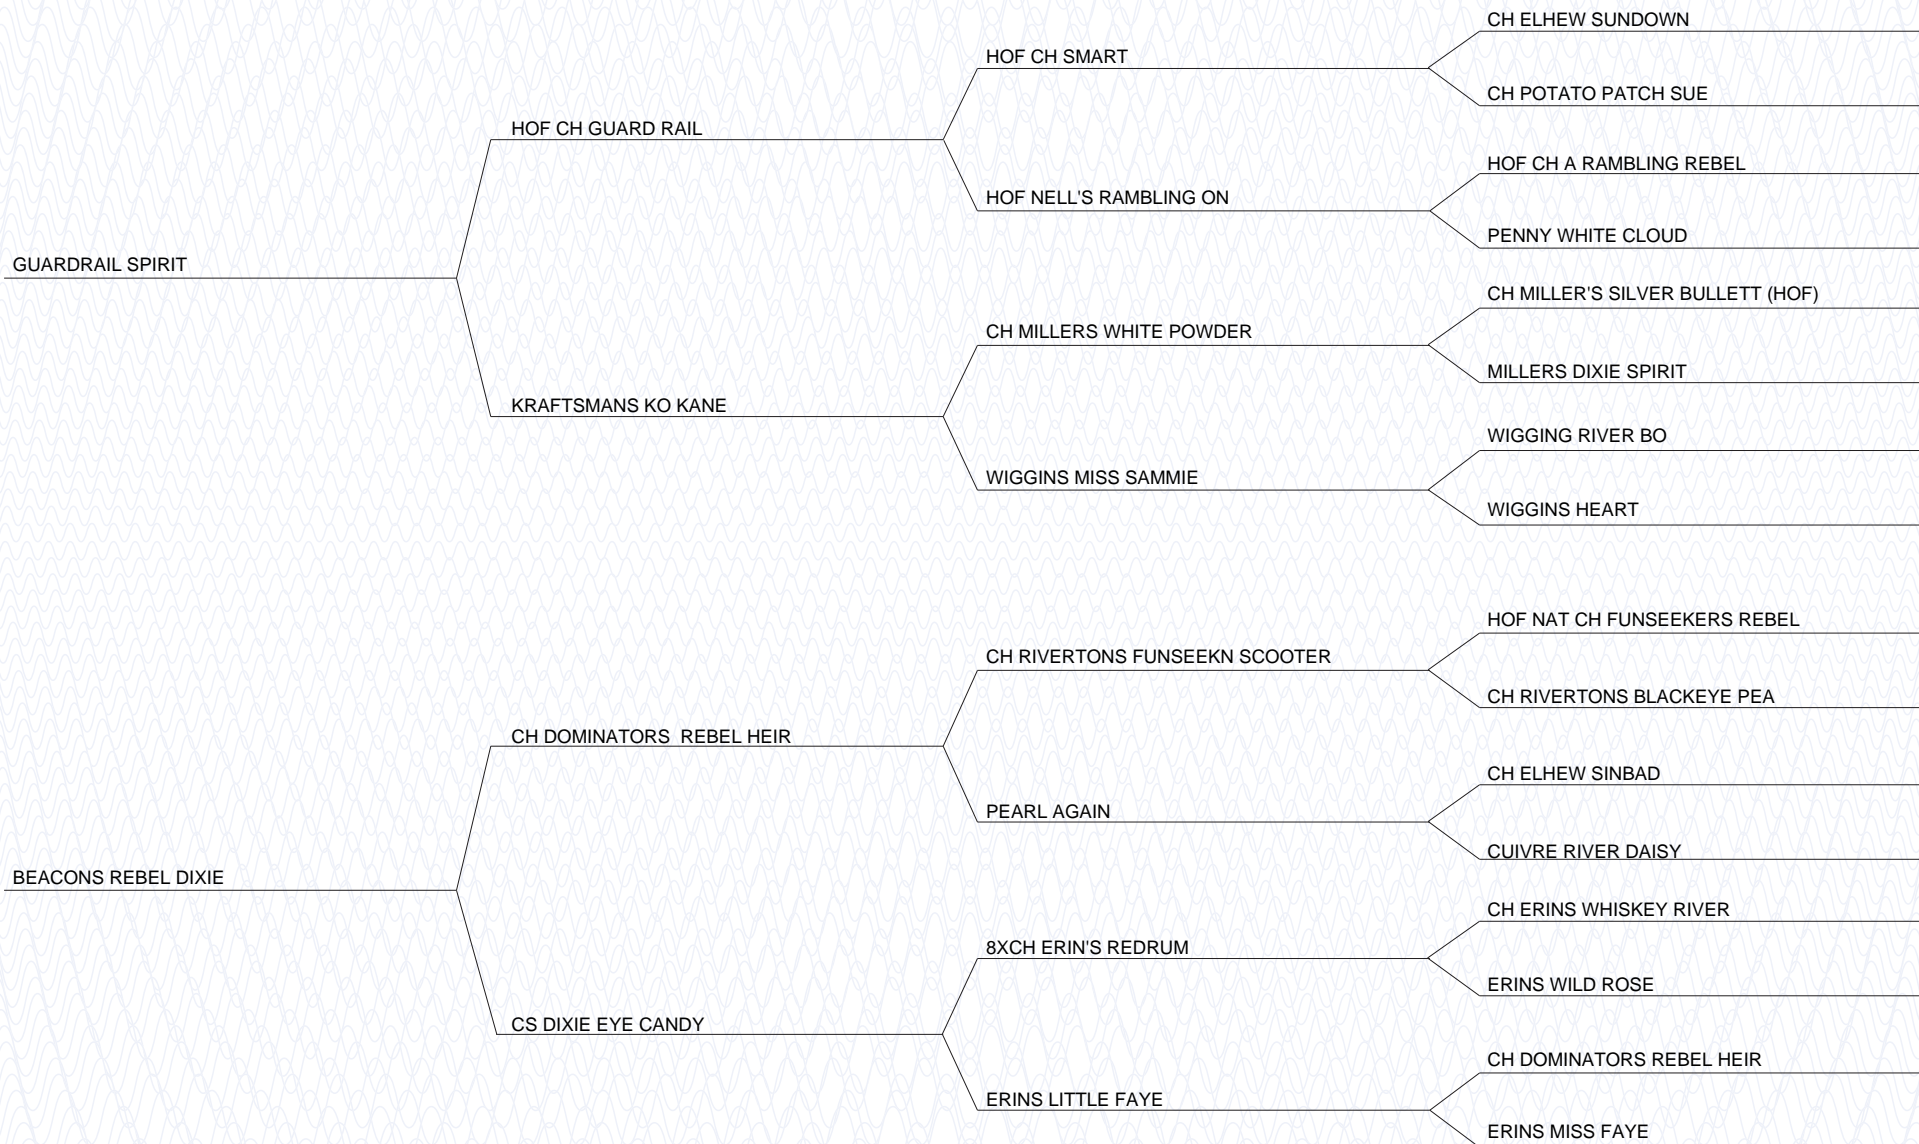 CH ELHEW SUNDOWN
HOF CH SMART
CH POTATO PATCH SUE
HOF CH GUARD RAIL
HOF CH A RAMBLING REBEL
HOF NELL'S RAMBLING ON
PENNY WHITE CLOUD
GUARDRAIL SPIRIT
CH MILLER'S SILVER BULLETT (HOF)
CH MILLERS WHITE POWDER
MILLERS DIXIE SPIRIT
KRAFTSMANS KO KANE
WIGGING RIVER BO
WIGGINS MISS SAMMIE
WIGGINS HEART
HOF NAT CH FUNSEEKERS REBEL
CH RIVERTONS FUNSEEKN SCOOTER
CH RIVERTONS BLACKEYE PEA
CH DOMINATORS  REBEL HEIR
CH ELHEW SINBAD
PEARL AGAIN
CUIVRE RIVER DAISY
BEACONS REBEL DIXIE
CH ERINS WHISKEY RIVER
8XCH ERIN'S REDRUM
ERINS WILD ROSE
CS DIXIE EYE CANDY
CH DOMINATORS REBEL HEIR
ERINS LITTLE FAYE
ERINS MISS FAYE